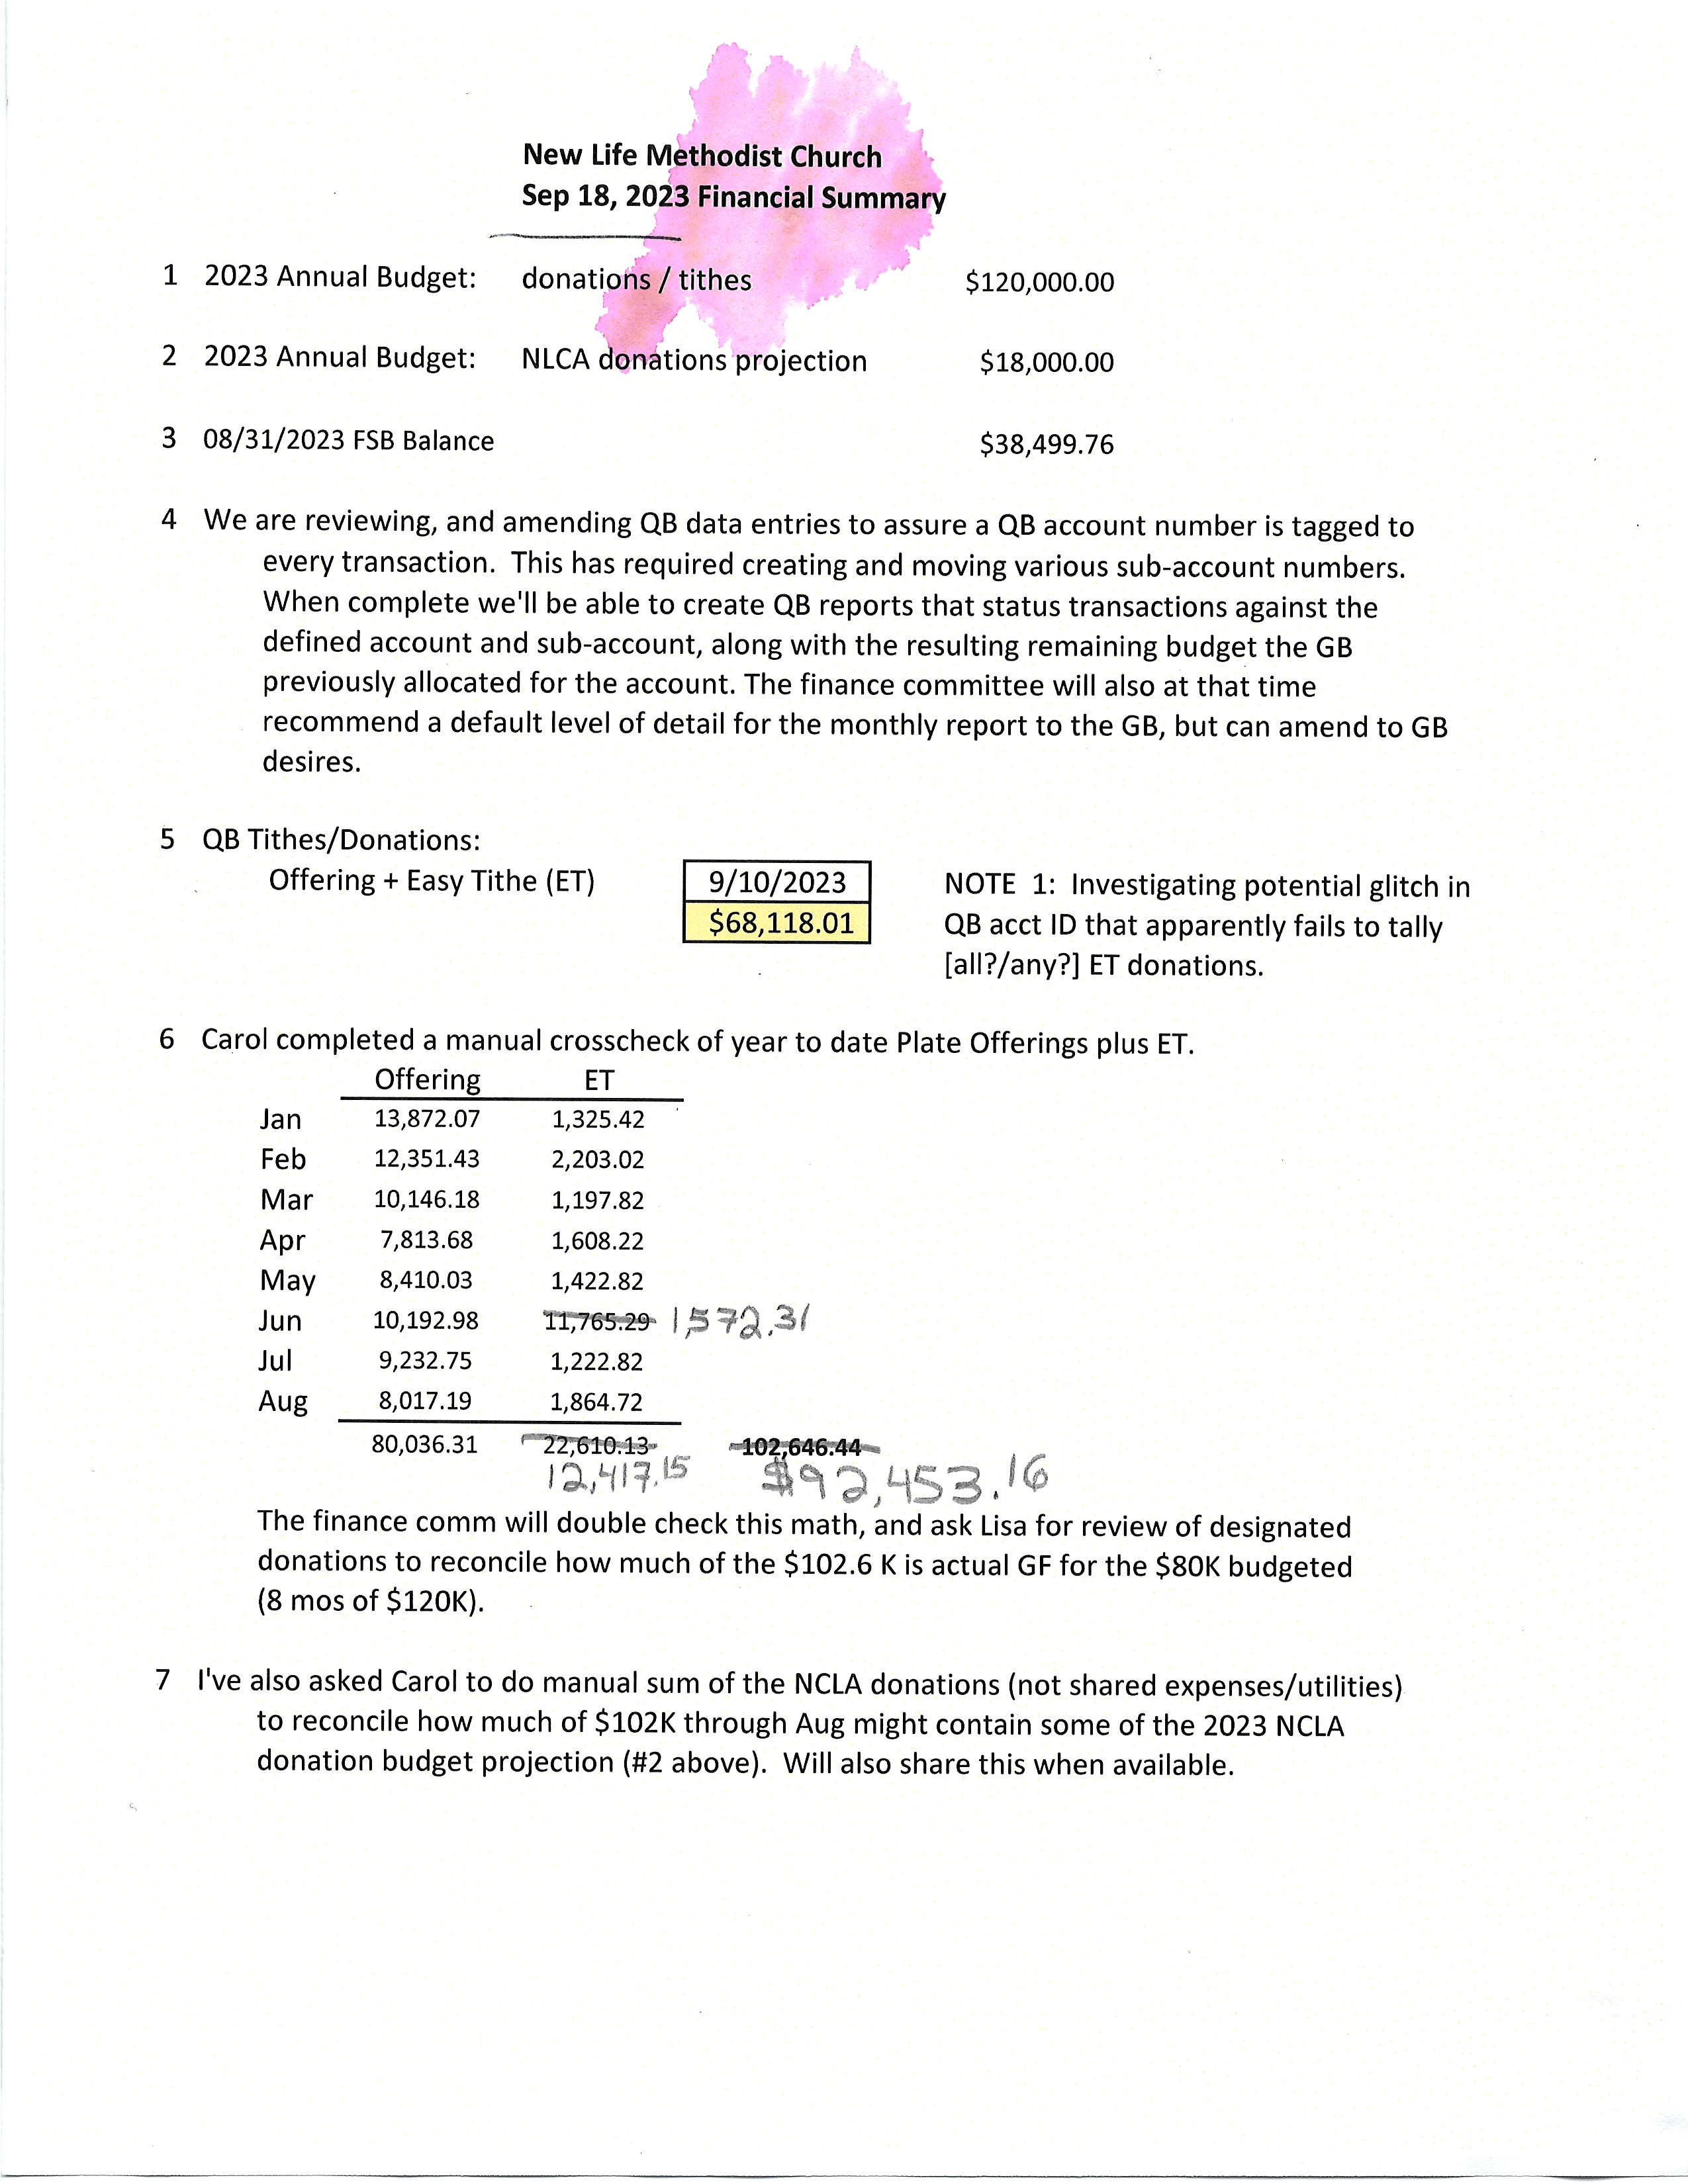 New Life Methodist Church
Sep 18, 2023 Financial Summary
1 2023 Annual Budget: donations / tithes $120,000.00
2 2023 Annual Budget: NLCA donations projection $18,000.00
3 08/31/2023 FSB Balance $38,499.76
4 We are reviewing, and amending QB data entries to assure a QB account number is tagged to
every transaction. This has required creating and moving various sub-account numbers.
When complete we'll be able to create QB reports that status transactions against the
defined account and sub-account, along with the resulting remaining budget the GB
previously allocated for the account. The finance committee will also at that time
recommend a default level of detail for the monthly report to the GB, but can amend to GB
desires.
5 QB Tithes/Donations:
Offering + Easy Tithe (ET) 9/10/2023 NOTE 1: Investigating potential glitch in
$68,118.01 QB acct ID that apparently fails to tally
[all?/any?] ET donations.
6 Carol completed a manual crosscheck of year to date Plate Offerings plus ET.
Offering ET
Jan 13,872.07 1,325.42
Feb 12,351.43 2,203.02
Mar 10,146.18 1,197.82
Apr 7,813.68 1,608.22
May 8,410.03 1,422.82
Jun 10,192.98 11,765.29 1,572.31
Jul 9,232.75 1,222.82
Aug 8,017.19 1,864.72
80,036.31 22,610.13 102,646.44
12,417.15 $92,453.16
The finance comm will double check this math, and ask Lisa for review of designated
donations to reconcile how much of the $102.6 K is actual GF for the $80K budgeted
(8 mos of $120K).
7 I've also asked Carol to do manual sum of the NCLA donations (not shared expenses/utilities)
to reconcile how much of $102K through Aug might contain some of the 2023 NCLA
donation budget projection (#2 above). Will also share this when available.